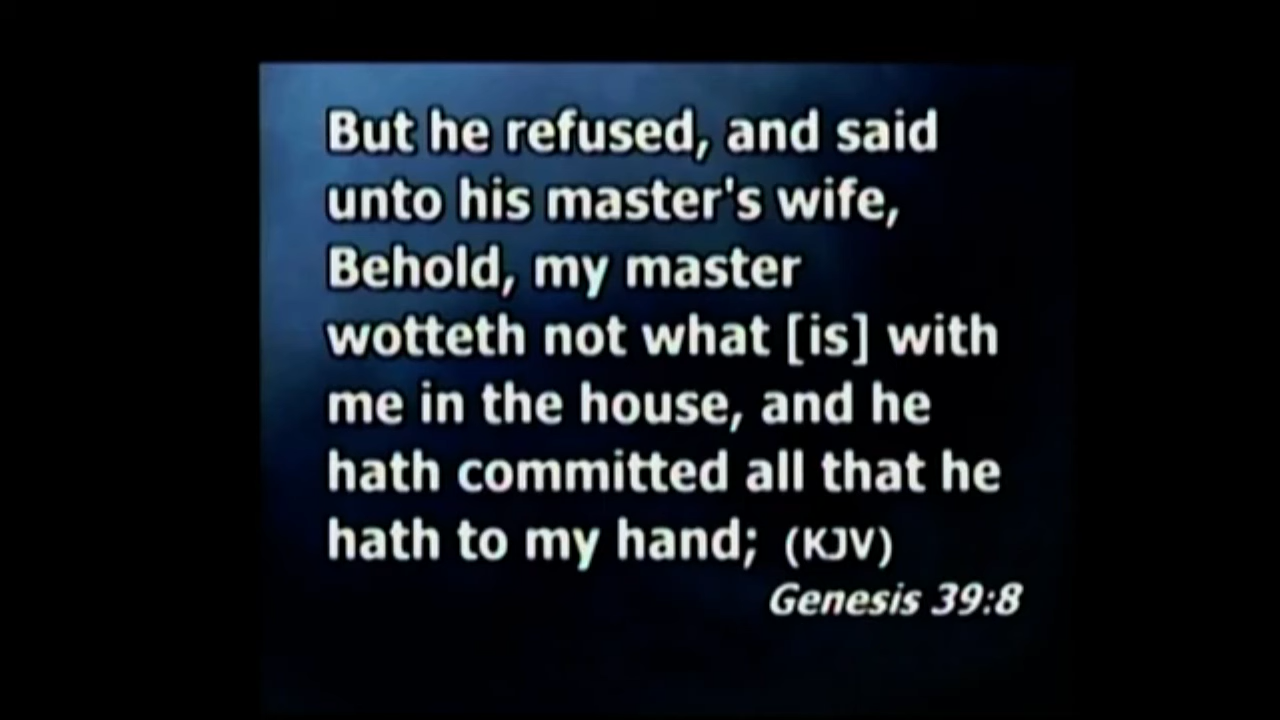 But he refused, and said
unto his master's wife,
Behold, my master
wotteth not what [is] with
me in the house, and he
hath committed all that he
hath to my hand; (KJV)
Genesis 39:8